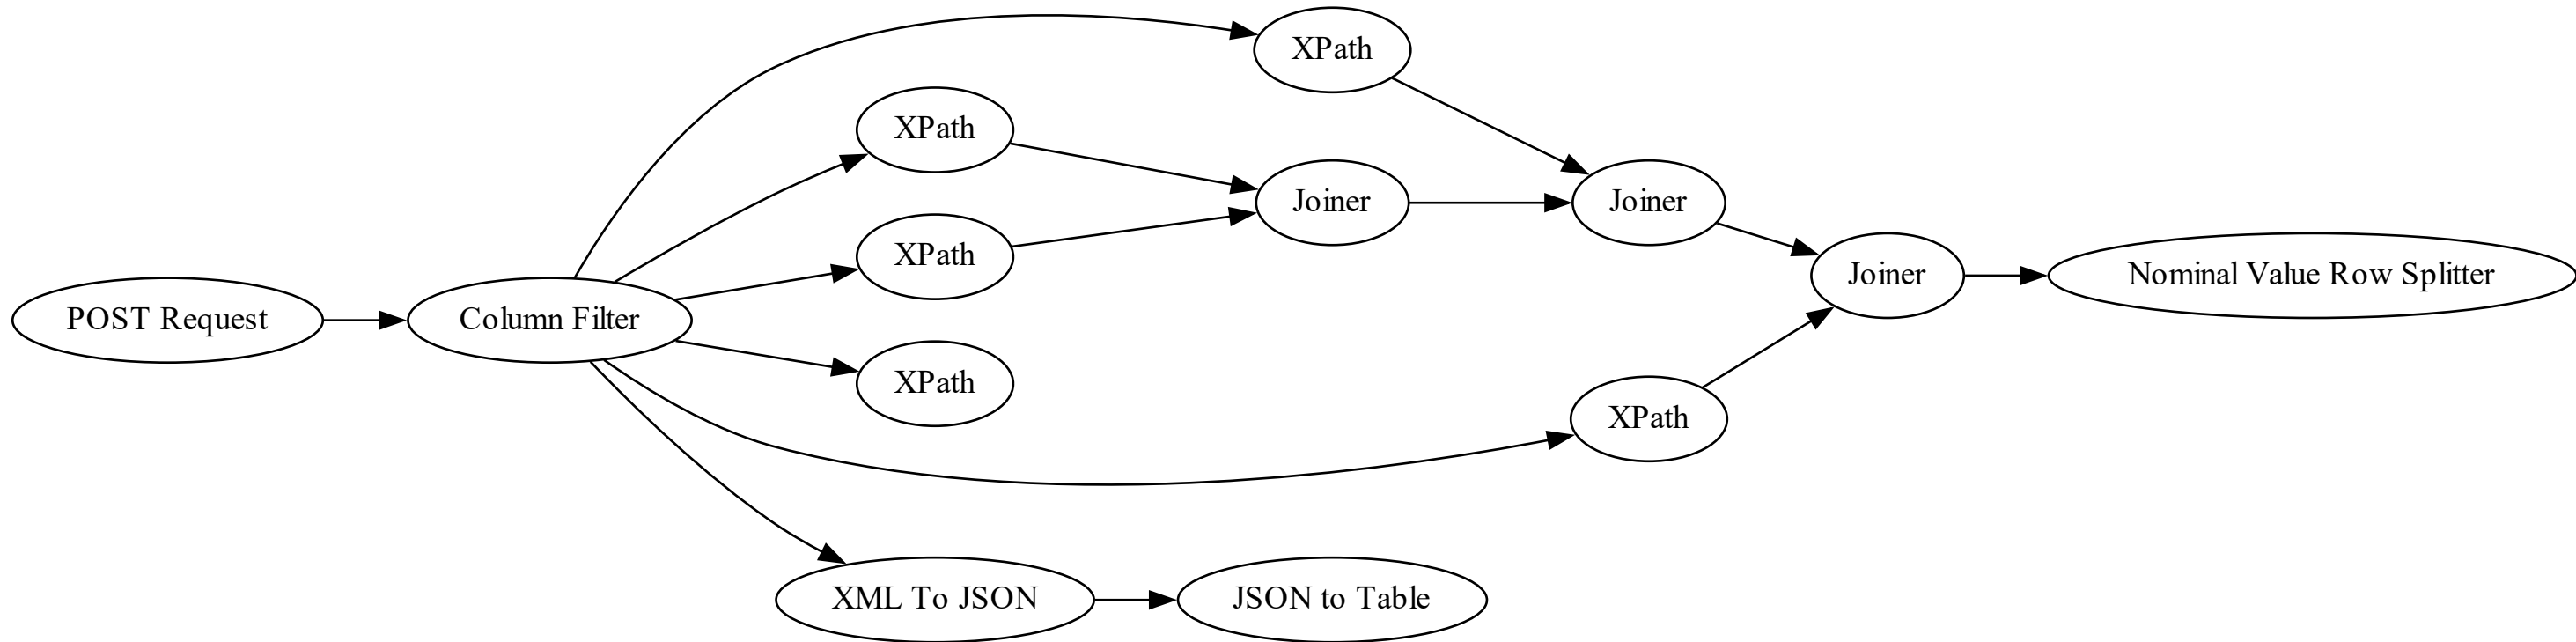 XPath
XPath
XPath
Joiner
Joiner
POST Request
Column Filter
Joiner
Nominal Value Row Splitter
XPath
XPath
XML To JSON
JSON to Table